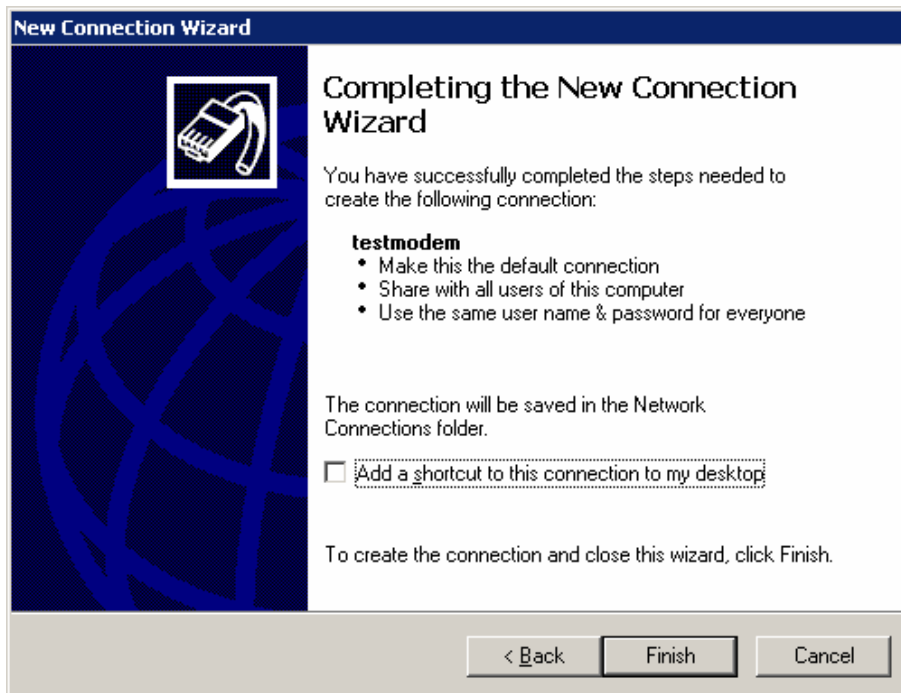 New Connection Wizard
Completing the New Connection
Wizard
You have successfully completed the steps needed to
create the following connection:
testmodem
• Make this the default connection
• Share with all users of this computer
• Use the same user name & password for everyone
The connection will be saved in the Network
Connections folder.
Add a shortcut to this connection to my desktop
To create the connection and close this wizard, click Finish.
< Back
Finish
Cancel